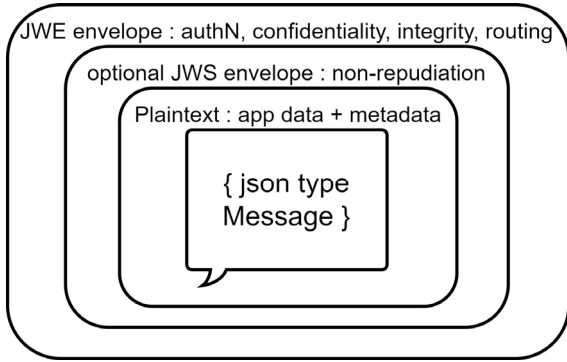 JWE envelope : authN, confidentiality, integrity, routing
optional JWS envelope : non-repudiation
Plaintext : app data + metadata
{ json type
Message }